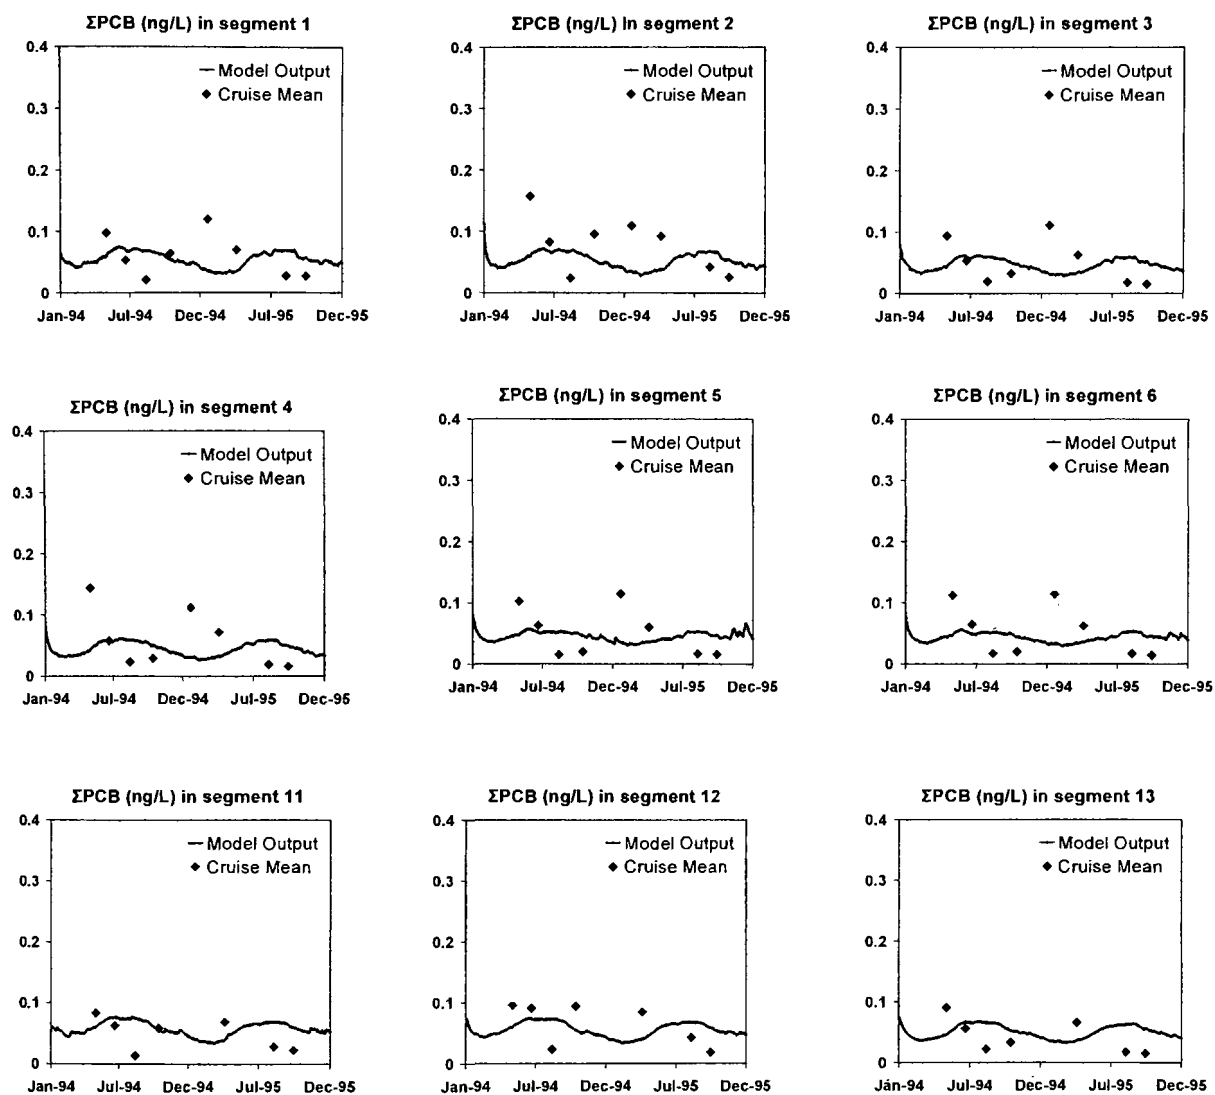 ΣPCB (ng/L) in segment 1
0.4
Model Output
Cruise Mean
0.3
0.2
0.1
0
Jan-94 Jul-94 Dec-94 Jul-95 Dec-95
ΣPCB (ng/L) in segment 2
0.4
Model Output
Cruise Mean
0.3
0.2
0.1
0
Jan-94 Jul-94 Dec-94 Jul-95 Dec-95
ΣPCB (ng/L) in segment 3
0.4
Model Output
Cruise Mean
0.3
0.2
0.1
0
Jan-94 Jul-94 Dec-94 Jul-95 Dec-95
ΣPCB (ng/L) in segment 4
0.4
Model Output
Cruise Mean
0.3
0.2
0.1
0
Jan-94 Jul-94 Dec-94 Jul-95 Dec-95
ΣPCB (ng/L) in segment 5
0.4
Model Output
Cruise Mean
0.3
0.2
0.1
0
Jan-94 Jul-94 Dec-94 Jul-95 Dec-95
ΣPCB (ng/L) in segment 6
0.4
Model Output
Cruise Mean
0.3
0.2
0.1
0
Jan-94 Jul-94 Dec-94 Jul-95 Dec-95
ΣPCB (ng/L) in segment 11
0.4
Model Output
Cruise Mean
0.3
0.2
0.1
0
Jan-94 Jul-94 Dec-94 Jul-95 Dec-95
ΣPCB (ng/L) in segment 12
0.4
Model Output
Cruise Mean
0.3
0.2
0.1
0
Jan-94 Jul-94 Dec-94 Jul-95 Dec-95
ΣPCB (ng/L) in segment 13
0.4
Model Output
Cruise Mean
0.3
0.2
0.1
0
Jan-94 Jul-94 Dec-94 Jul-95 Dec-95